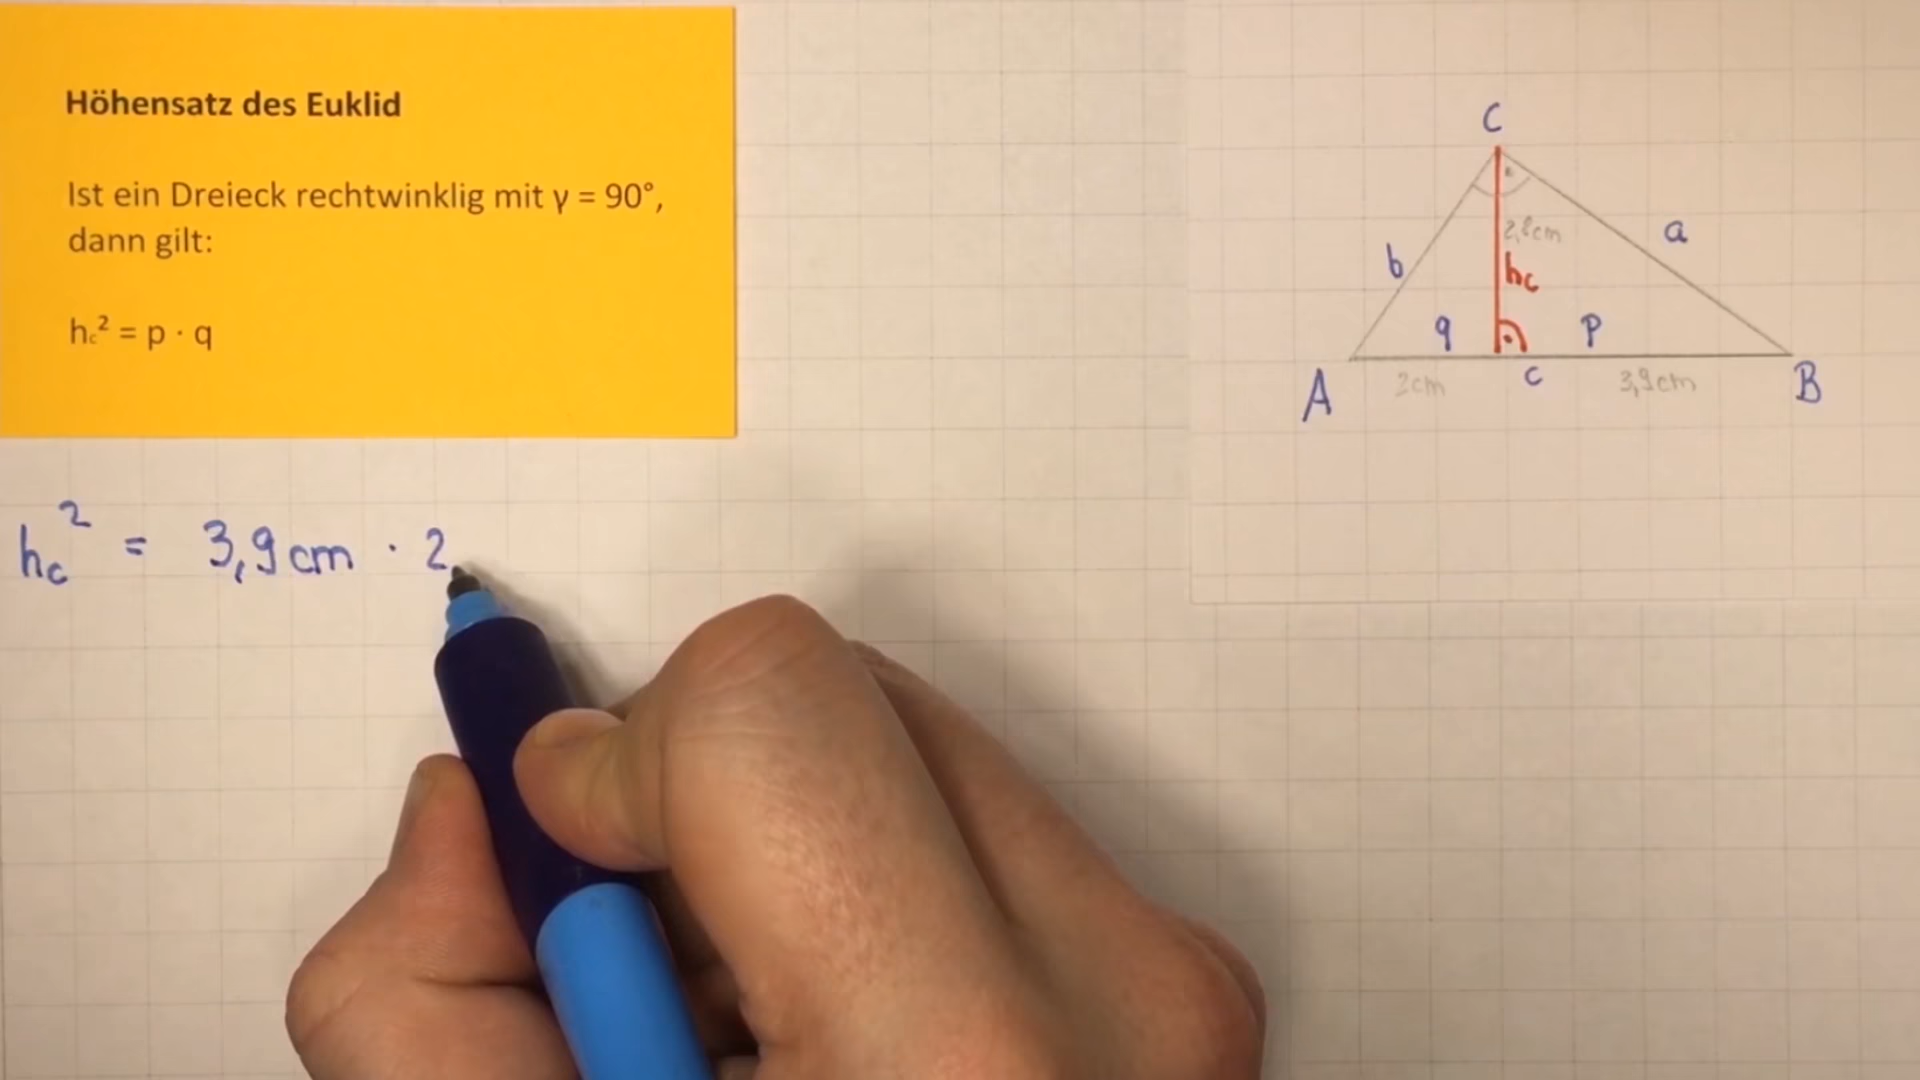 Höhensatz des Euklid
Ist ein Dreieck rechtwinklig mit γ = 90°,
dann gilt:
hc² = p · q
hc² = 3,9cm · 2
C
2,8cm
b
a
hc
q
p
A
2cm
c
3,9cm
B